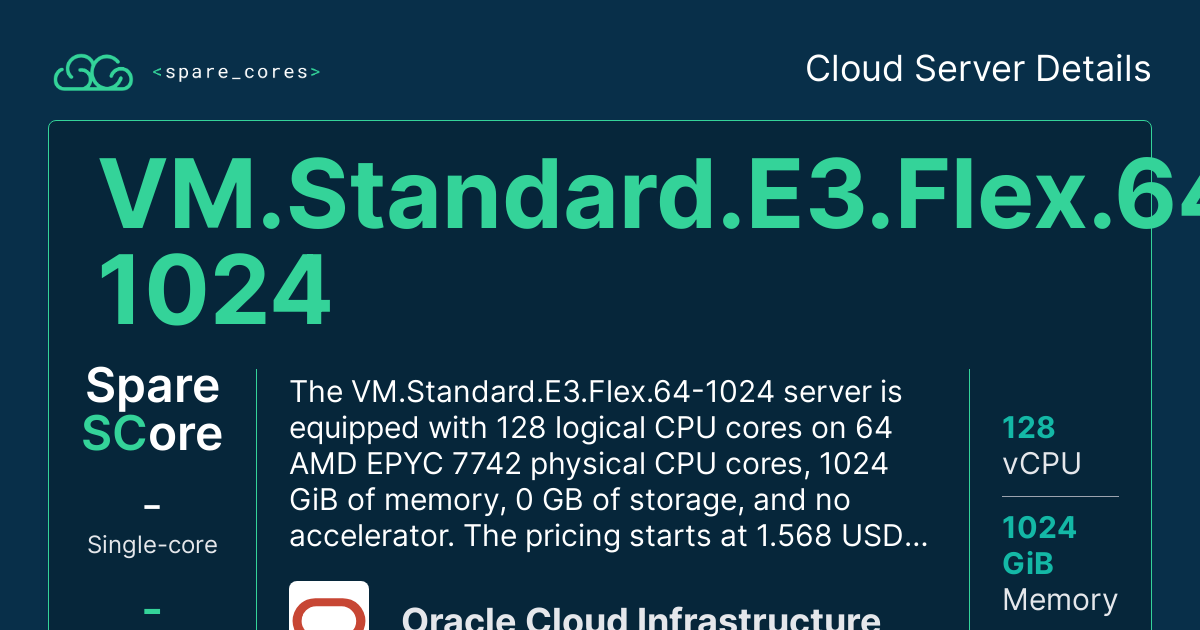 <spare_cores>
Cloud Server Details
VM.Standard.E3.Flex.64
1024
Spare
SCore
–
Single-core
–
The VM.Standard.E3.Flex.64-1024 server is
equipped with 128 logical CPU cores on 64
AMD EPYC 7742 physical CPU cores, 1024
GiB of memory, 0 GB of storage, and no
accelerator. The pricing starts at 1.568 USD...
Oracle Cloud Infrastructure
128
vCPU
1024
GiB
Memory